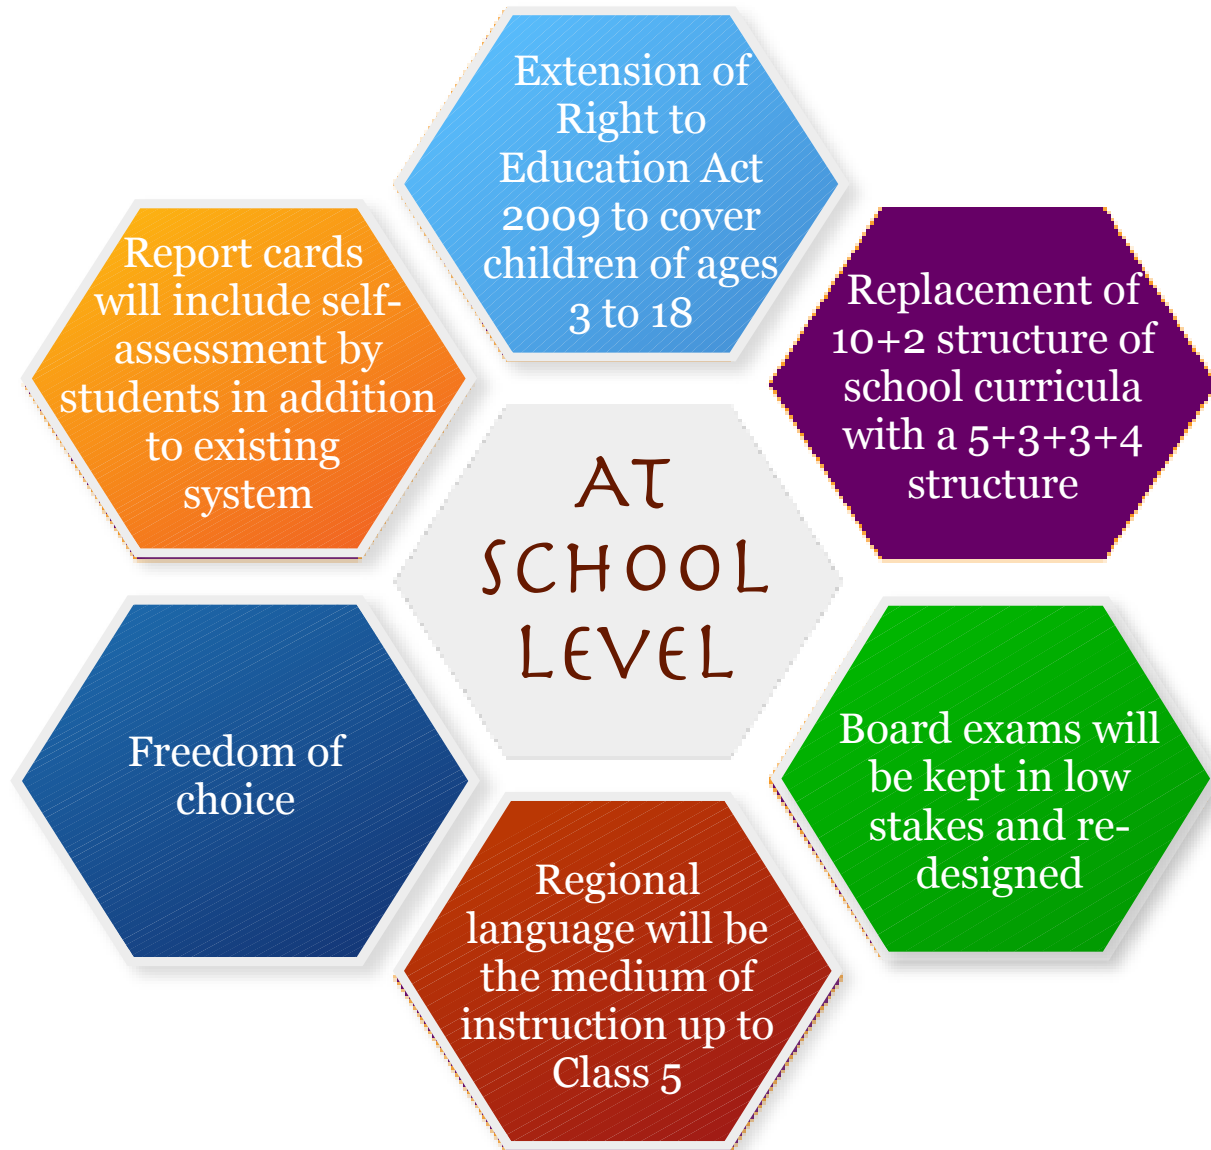 Extension of
Right to
Education Act
2009 to cover
children of ages
3 to 18
Replacement of
10+2 structure of
school curricula
with a 5+3+3+4
structure
Board exams will
be kept in low
stakes and re-
designed
Regional
language will be
the medium of
instruction up to
Class 5
Freedom of
choice
Report cards
will include self-
assessment by
students in addition
to existing
system
AT
SCHOOL
LEVEL